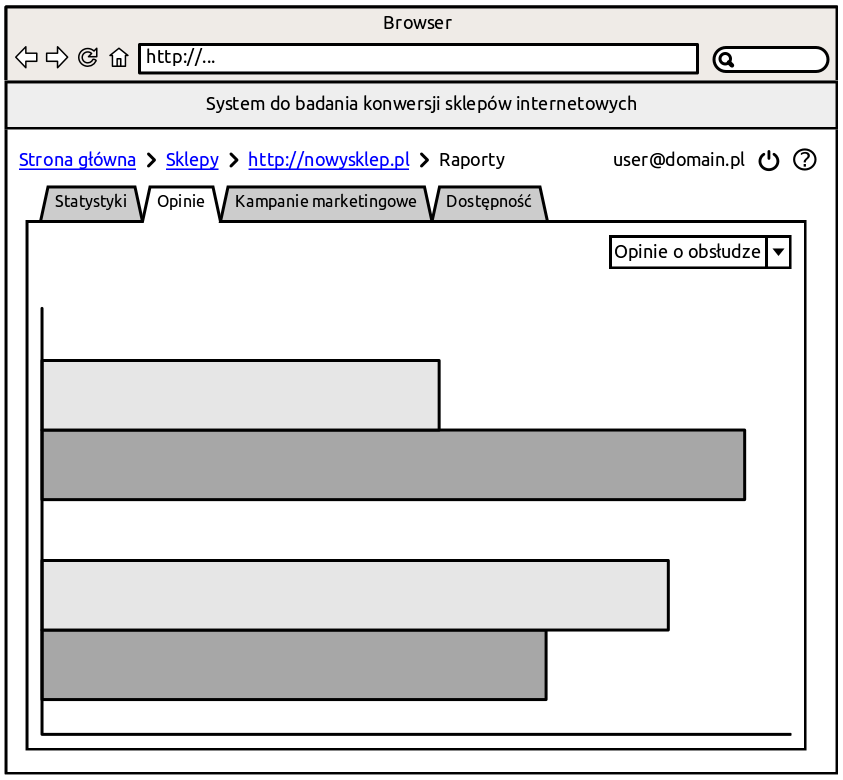 Browser
http://...
System do badania konwersji sklepów internetowych
Strona główna > Sklepy > http://nowysklep.pl > Raporty user@domain.pl ?
Statystyki Opinie Kampanie marketingowe Dostępność
Opinie o obsłudze